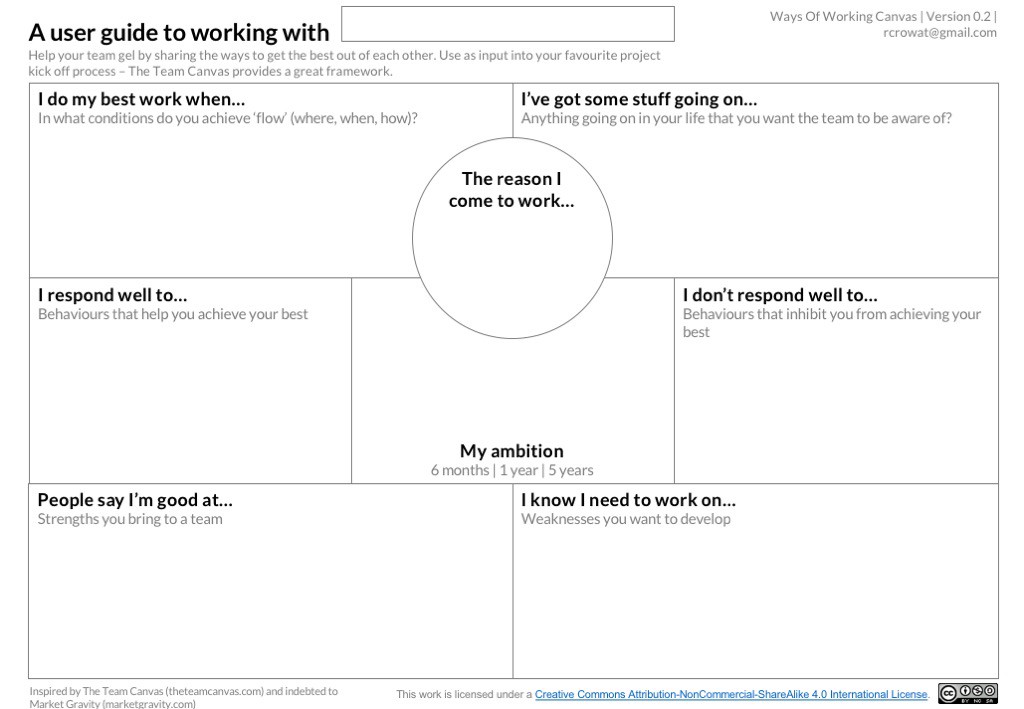 A user guide to working with
Ways Of Working Canvas | Version 0.2 |
rcrowat@gmail.com
Help your team gel by sharing the ways to get the best out of each other. Use as input into your favourite project
kick off process – The Team Canvas provides a great framework.
I do my best work when…
In what conditions do you achieve ‘flow’ (where, when, how)?
I’ve got some stuff going on…
Anything going on in your life that you want the team to be aware of?
The reason I
come to work…
I respond well to…
Behaviours that help you achieve your best
I don’t respond well to…
Behaviours that inhibit you from achieving your
best
My ambition
6 months | 1 year | 5 years
People say I’m good at…
Strengths you bring to a team
I know I need to work on…
Weaknesses you want to develop
Inspired by The Team Canvas (theteamcanvas.com) and indebted to
Market Gravity (marketgravity.com)
This work is licensed under a Creative Commons Attribution-NonCommercial-ShareAlike 4.0 International License.
cc
BY NC SA